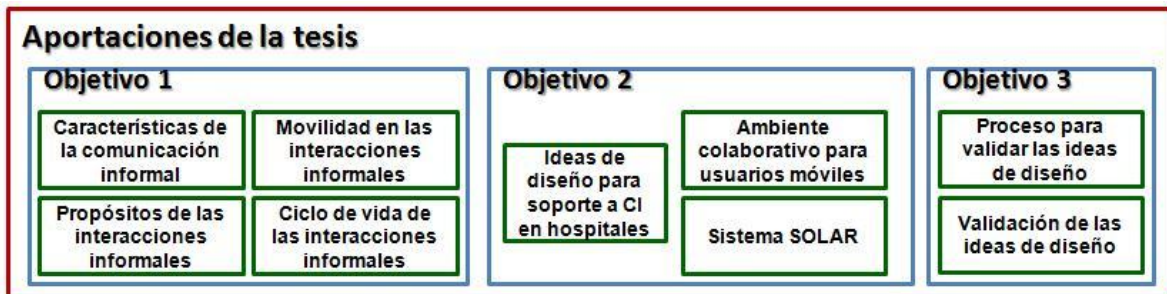 Aportaciones de la tesis
Objetivo 1
Características de
la comunicación
informal
Movilidad en las
interacciones
informales
Propósitos de las
interacciones
informales
Ciclo de vida de
las interacciones
informales
Objetivo 2
Ideas de
diseño para
soporte a CI
en hospitales
Ambiente
colaborativo para
usuarios móviles
Sistema SOLAR
Objetivo 3
Proceso para
validar las ideas
de diseño
Validación de las
ideas de diseño